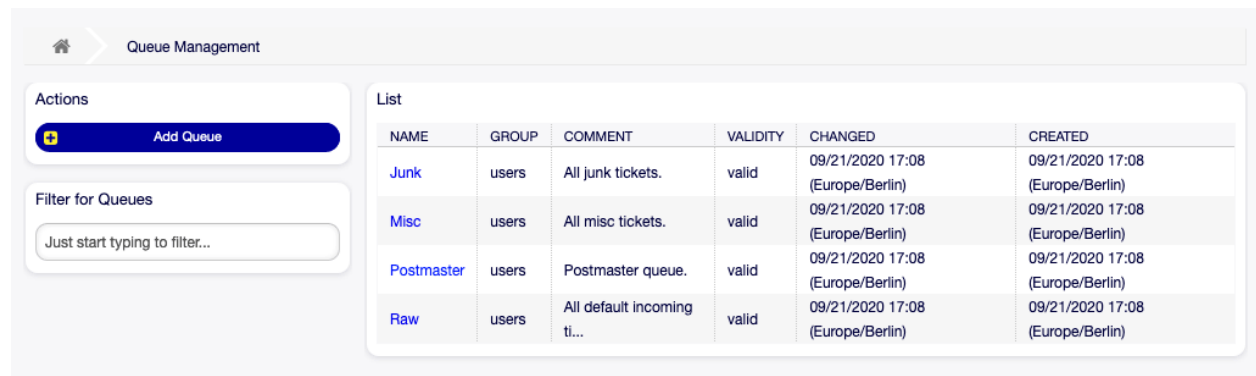 Queue Management
Actions
Add Queue
Filter for Queues
Just start typing to filter...
List
NAME GROUP COMMENT VALIDITY CHANGED CREATED
Junk users All junk tickets. valid 09/21/2020 17:08 (Europe/Berlin) 09/21/2020 17:08 (Europe/Berlin)
Misc users All misc tickets. valid 09/21/2020 17:08 (Europe/Berlin) 09/21/2020 17:08 (Europe/Berlin)
Postmaster users Postmaster queue. valid 09/21/2020 17:08 (Europe/Berlin) 09/21/2020 17:08 (Europe/Berlin)
Raw users All default incoming ti... valid 09/21/2020 17:08 (Europe/Berlin) 09/21/2020 17:08 (Europe/Berlin)